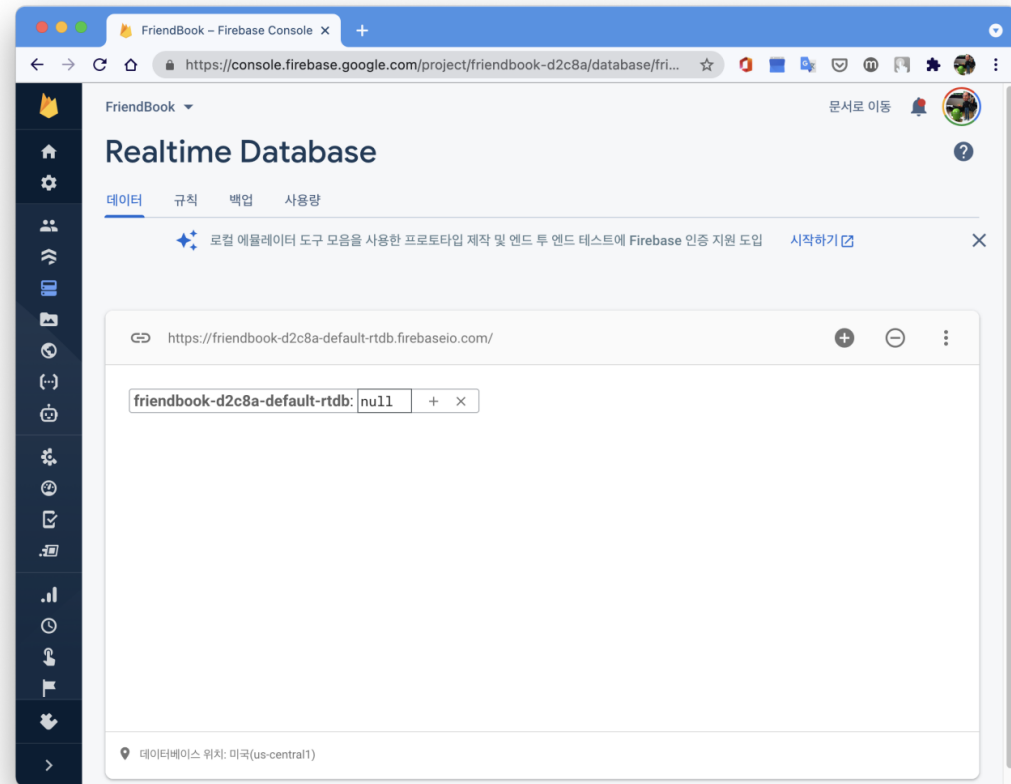 FriendBook – Firebase Console
https://console.firebase.google.com/project/friendbook-d2c8a/database/fri...
FriendBook
문서로 이동
Realtime Database
데이터 규칙 백업 사용량
로컬 에뮬레이터 도구 모음을 사용한 프로토타입 제작 및 엔드 투 엔드 테스트에 Firebase 인증 지원 도입 시작하기
https://friendbook-d2c8a-default-rtdb.firebaseio.com/
friendbook-d2c8a-default-rtdb: null
데이터베이스 위치: 미국(us-central1)